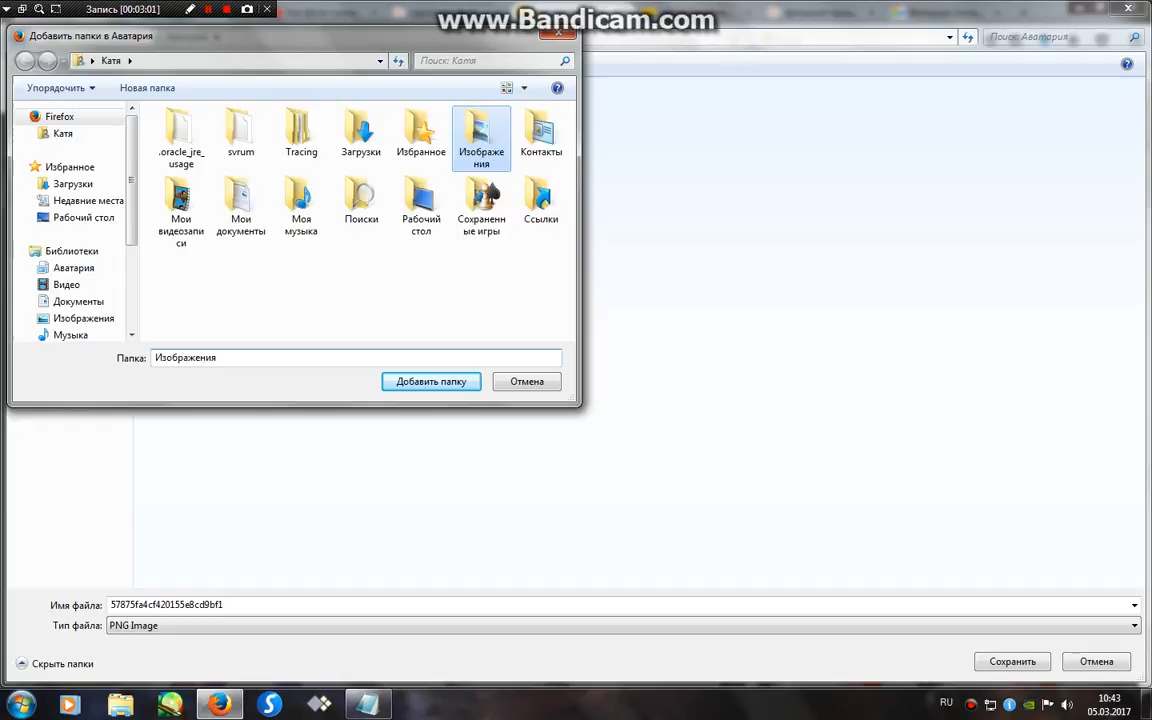 Запись [00:03:01]
www.Bandicam.com
Добавить папки в Аватария
Катя
Поиск: Катя
Поиск: Аватария
Упорядочить
Новая папка
Firefox
Катя
Избранное
Загрузки
Недавние места
Рабочий стол
Библиотеки
Аватария
Видео
Документы
Изображения
Музыка
.oracle_jre_
usage
svrum
Tracing
Загрузки
Избранное
Изображе
ния
Контакты
Мои
видеозапи
си
Мои
документы
Моя
музыка
Поиски
Рабочий
стол
Сохраненн
ые игры
Ссылки
Папка: Изображения
Добавить папку
Отмена
Имя файла: 57875fa4cf420155e8cd9bf1
Тип файла: PNG Image
Скрыть папки
Сохранить
Отмена
RU
10:43
05.03.2017